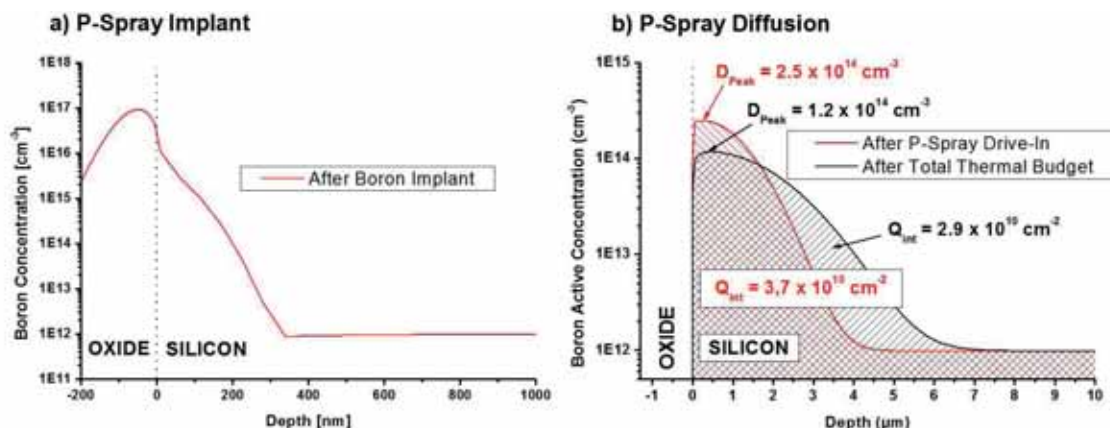 a) P-Spray Implant
1E18
1E17
1E16
1E15
1E14
1E13
1E12
1E11
Boron Concentration [cm-3]
After Boron Implant
OXIDE
SILICON
-200
0
200
400
600
800
1000
Depth [nm]
b) P-Spray Diffusion
1E15
1E14
1E13
1E12
Boron Active Concentration (cm-3)
DPeak = 2.5 x 10^14 cm-3
DPeak = 1.2 x 10^14 cm-3
After P-Spray Drive-In
After Total Thermal Budget
Qint = 2.9 x 10^10 cm-2
Qint = 3,7 x 10^10 cm-2
OXIDE
SILICON
-1
0
1
2
3
4
5
6
7
8
9
10
Depth (µm)